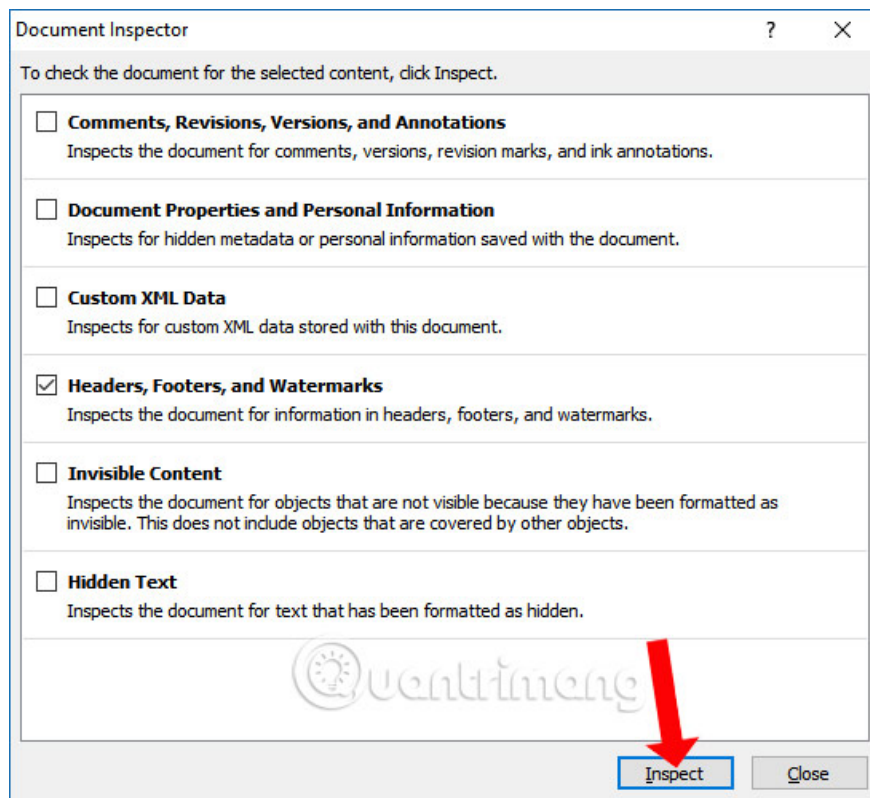 Document Inspector
To check the document for the selected content, click Inspect.
Comments, Revisions, Versions, and Annotations
Inspects the document for comments, versions, revision marks, and ink annotations.
Document Properties and Personal Information
Inspects for hidden metadata or personal information saved with the document.
Custom XML Data
Inspects for custom XML data stored with this document.
Headers, Footers, and Watermarks
Inspects the document for information in headers, footers, and watermarks.
Invisible Content
Inspects the document for objects that are not visible because they have been formatted as
invisible. This does not include objects that are covered by other objects.
Hidden Text
Inspects the document for text that has been formatted as hidden.
Quantrimang
Inspect Close